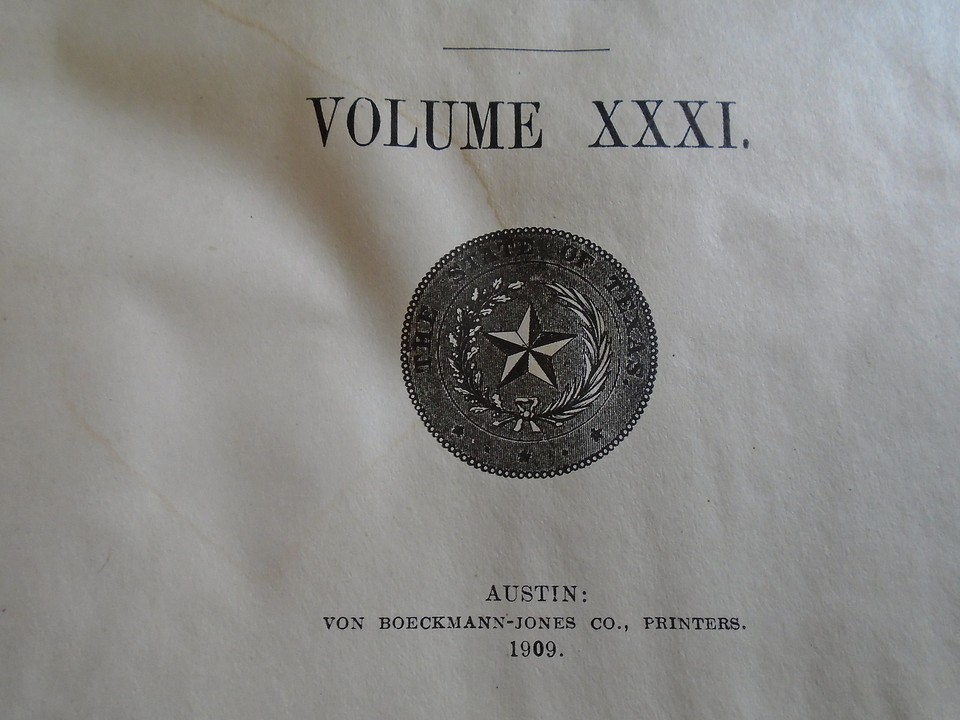 VOLUME XXXI.
THE STATE OF TEXAS.
AUSTIN:
VON BOECKMANN-JONES CO., PRINTERS.
1909.